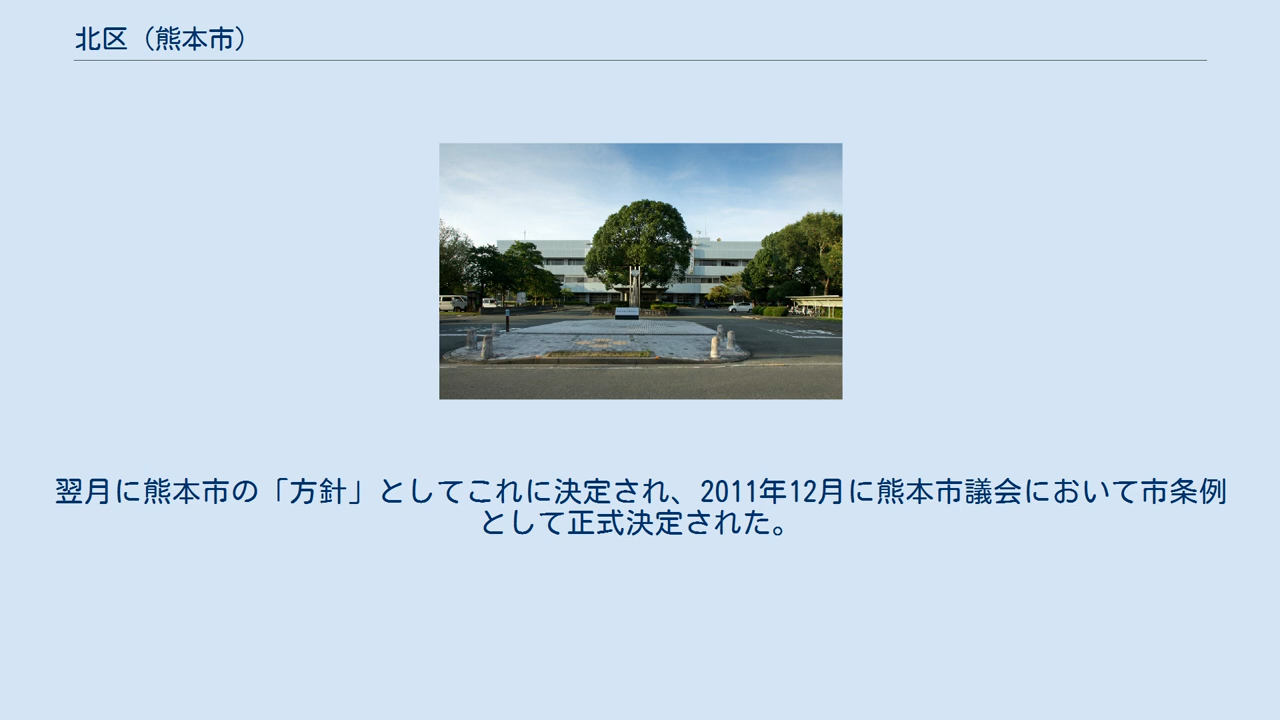 北区（熊本市）
翌月に熊本市の「方針」としてこれに決定され、2011年12月に熊本市議会において市条例
として正式決定された。